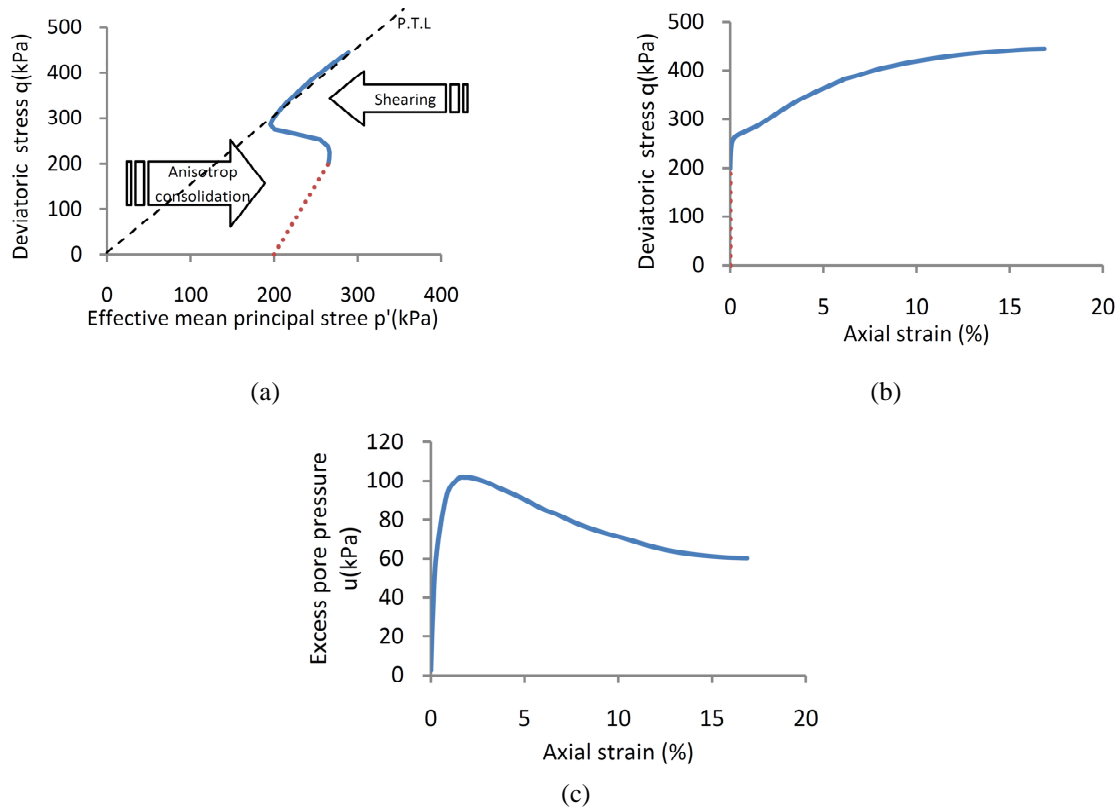 500
400
300
200
100
0
Deviatoric stress q(kPa)
P.T.L
Shearing
Anisotrop
consolidation
0 100 200 300 400
Effective mean principal stree p'(kPa)
(a)
500
400
300
200
100
0
Deviatoric stress q(kPa)
0 5 10 15 20
Axial strain (%)
(b)
120
100
80
60
40
20
0
Excess pore pressure
u(kPa)
0 5 10 15 20
Axial strain (%)
(c)